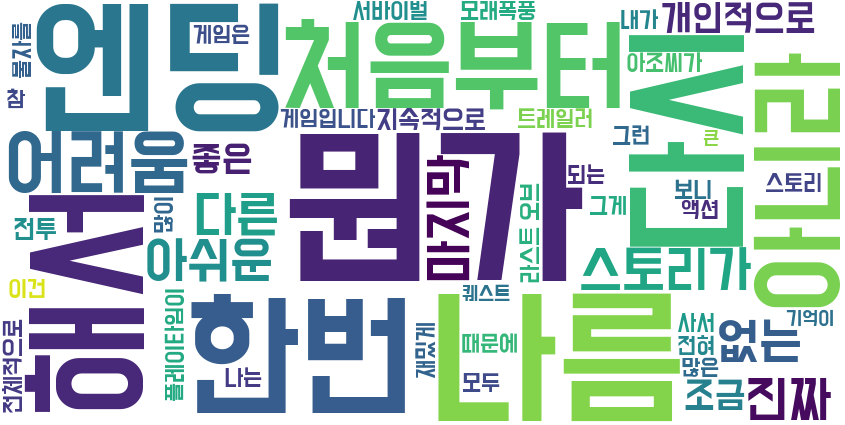 서바이벌
모래폭풍
내가
개인적으로
물자를
게임은
엔딩
처음부터
아조씨가
참
게임입니다
지속적으로
트레일러
그런
큰
어려움
좋은
뭔가
마지막
되는
아니라
스토리
보니
액션
많이
다른
라스트 오브
그게
전투
아쉬운
스토리가
이건
퀘스트
한번
나름
기억이
사서
없는
전체적으로
플레이타임이
재밌게
때문에
전혀
많은
나는
모두
조금
진짜